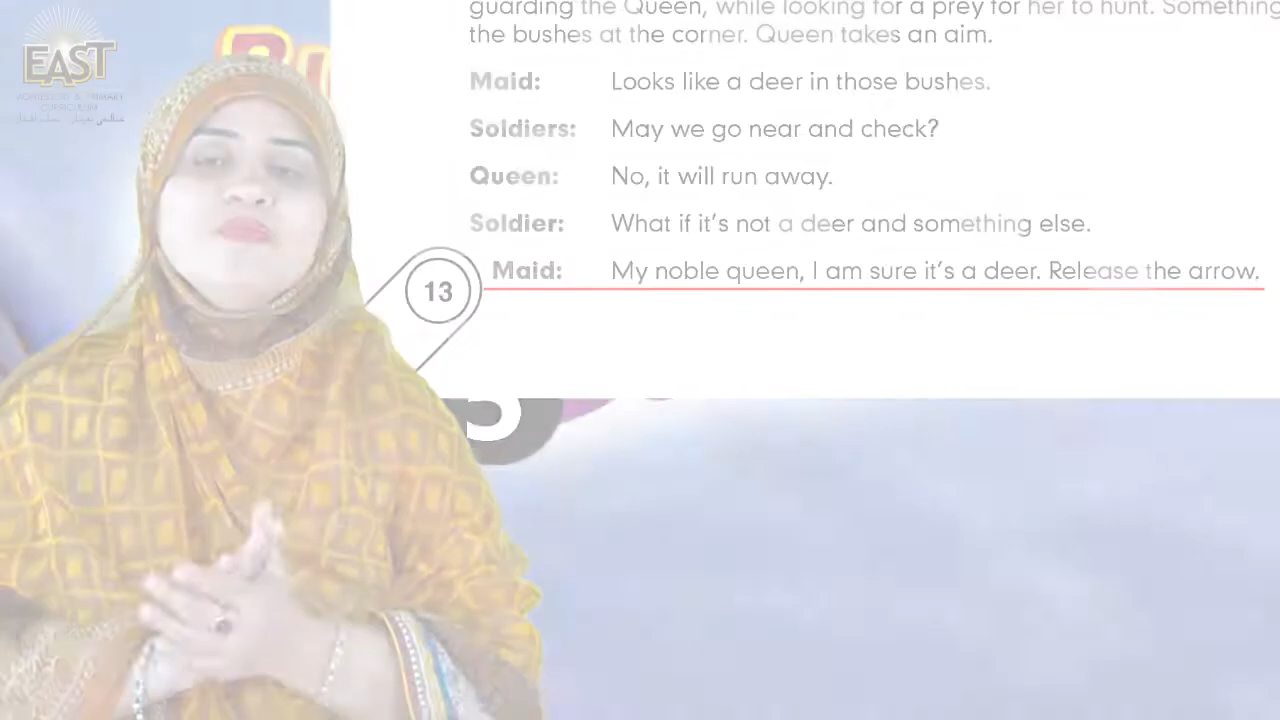 EAST
MONTESSORI & PRIMARY
CURRICULUM
guarding the Queen, while looking for a prey for her to hunt. Something
the bushes at the corner. Queen takes an aim.
Maid: Looks like a deer in those bushes.
Soldiers: May we go near and check?
Queen: No, it will run away.
Soldier: What if it's not a deer and something else.
Maid: My noble queen, I am sure it's a deer. Release the arrow.
13